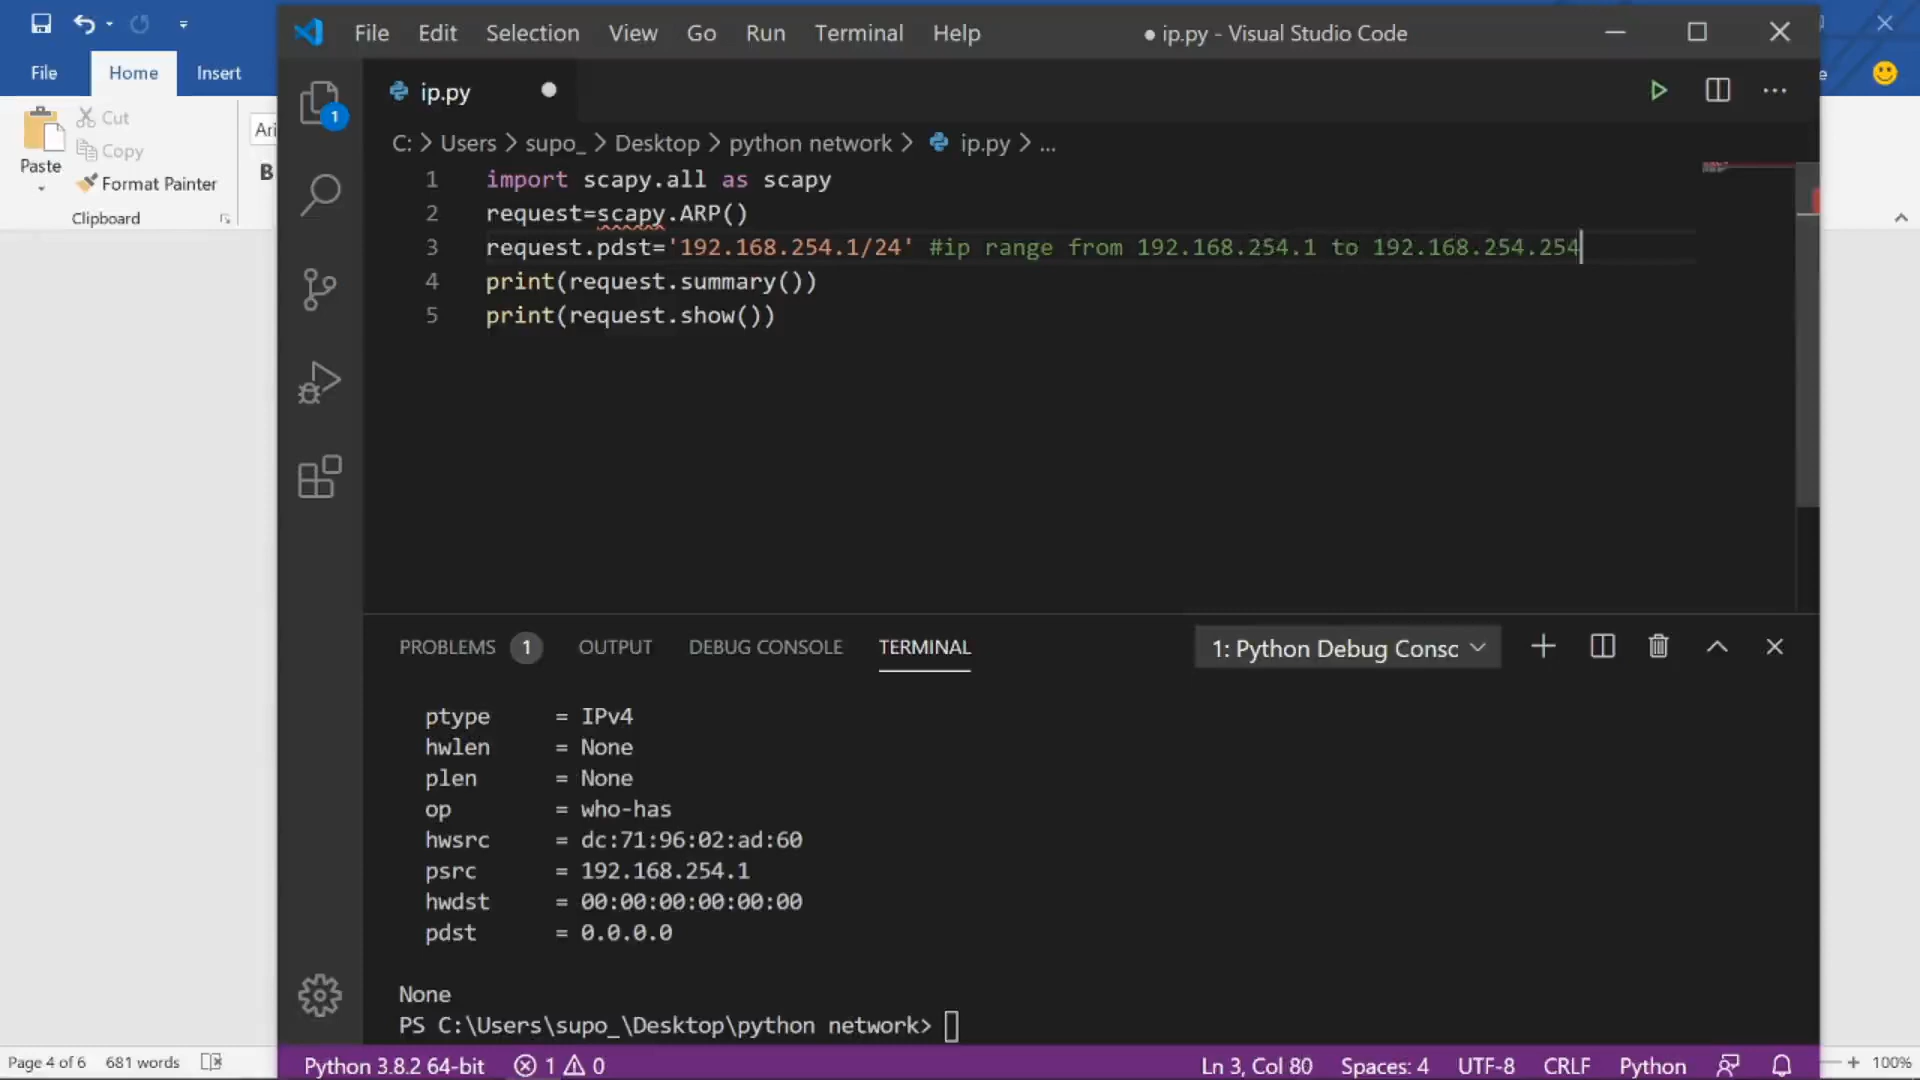 File Edit Selection View Go Run Terminal Help ● ip.py - Visual Studio Code
File Home Insert
Cut
Copy
Paste Format Painter
Clipboard
Ari
B
1
ip.py
C: > Users > supo_ > Desktop > python network > ip.py > ...
1 import scapy.all as scapy
2 request=scapy.ARP()
3 request.pdst='192.168.254.1/24' #ip range from 192.168.254.1 to 192.168.254.254
4 print(request.summary())
5 print(request.show())
PROBLEMS 1 OUTPUT DEBUG CONSOLE TERMINAL 1: Python Debug Consc
ptype = IPv4
hwlen = None
plen = None
op = who-has
hwsrc = dc:71:96:02:ad:60
psrc = 192.168.254.1
hwdst = 00:00:00:00:00:00
pdst = 0.0.0.0
None
PS C:\Users\supo_\Desktop\python network>
Python 3.8.2 64-bit 1 0 Ln 3, Col 80 Spaces: 4 UTF-8 CRLF Python
Page 4 of 6 681 words 100%